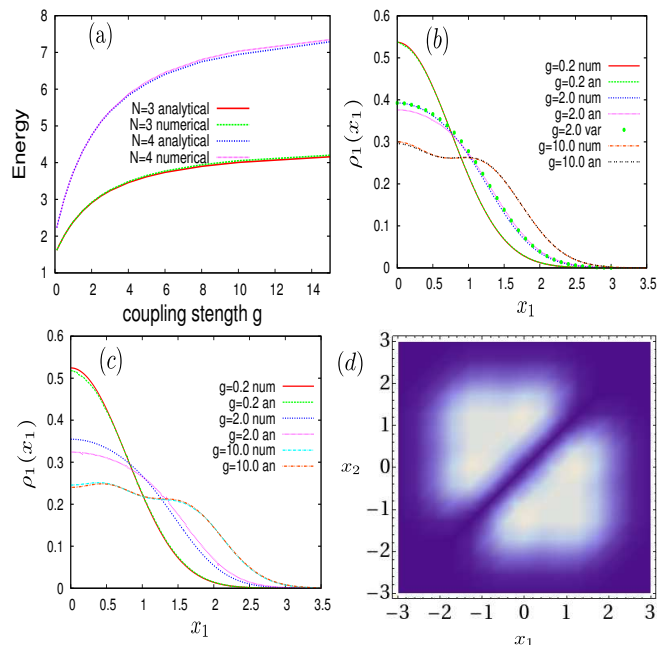 (a)
8
7
6
5
4
3
2
1
Energy
N=3 analytical
N=3 numerical
N=4 analytical
N=4 numerical
0 2 4 6 8 10 12 14
coupling stength g
(b)
0.6
0.5
0.4
0.3
0.2
0.1
0
ρ₁(x₁)
g=0.2 num
g=0.2 an
g=2.0 num
g=2.0 an
g=2.0 var
g=10.0 num
g=10.0 an
0 0.5 1 1.5 2 2.5 3 3.5
x₁
(c)
0.6
0.5
0.4
0.3
0.2
0.1
0
ρ₁(x₁)
g=0.2 num
g=0.2 an
g=2.0 num
g=2.0 an
g=10.0 num
g=10.0 an
0 0.5 1 1.5 2 2.5 3 3.5
x₁
(d)
3
2
1
0
-1
-2
-3
x₂
-3 -2 -1 0 1 2 3
x₁